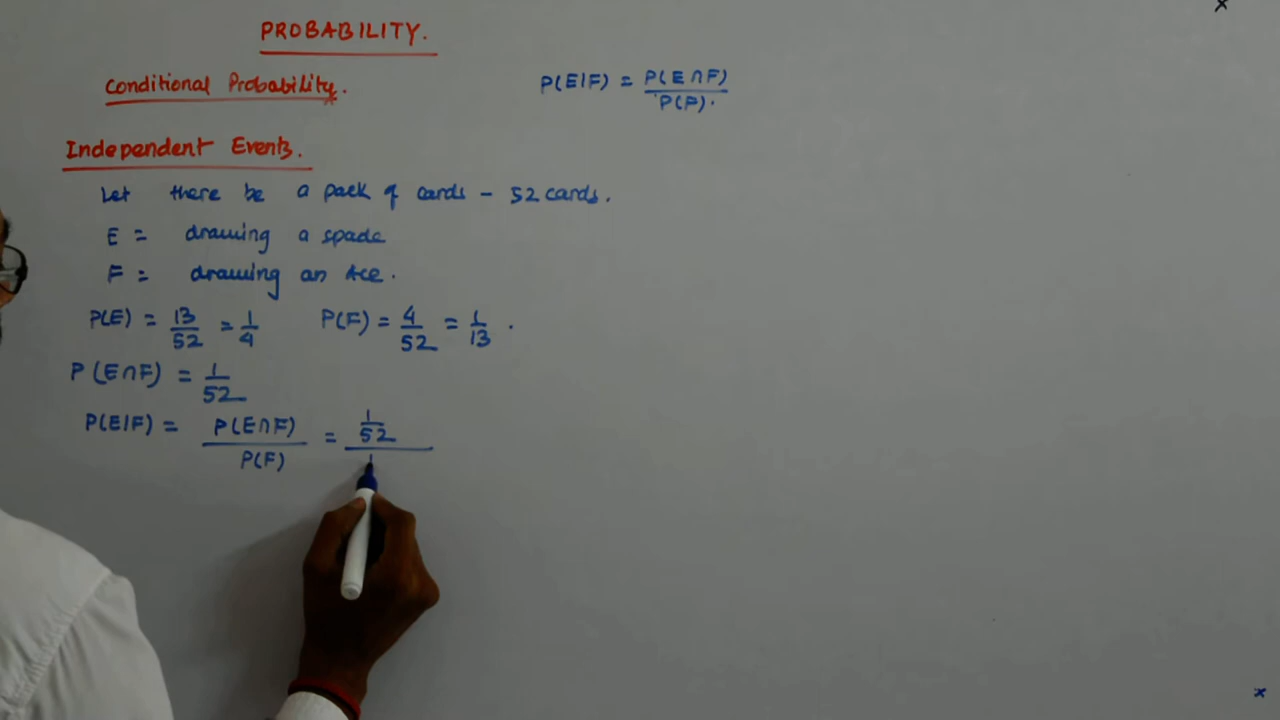 PROBABILITY.
Conditional Probability.
P(E|F) = P(E∩F) / P(F).
Independent Events.
Let there be a pack of cards - 52 cards.
E = drawing a spade
F = drawing an Ace.
P(E) = 13/52 = 1/4 P(F) = 4/52 = 1/13 .
P(E∩F) = 1/52
P(E|F) = P(E∩F) / P(F) = 1/52 / 1